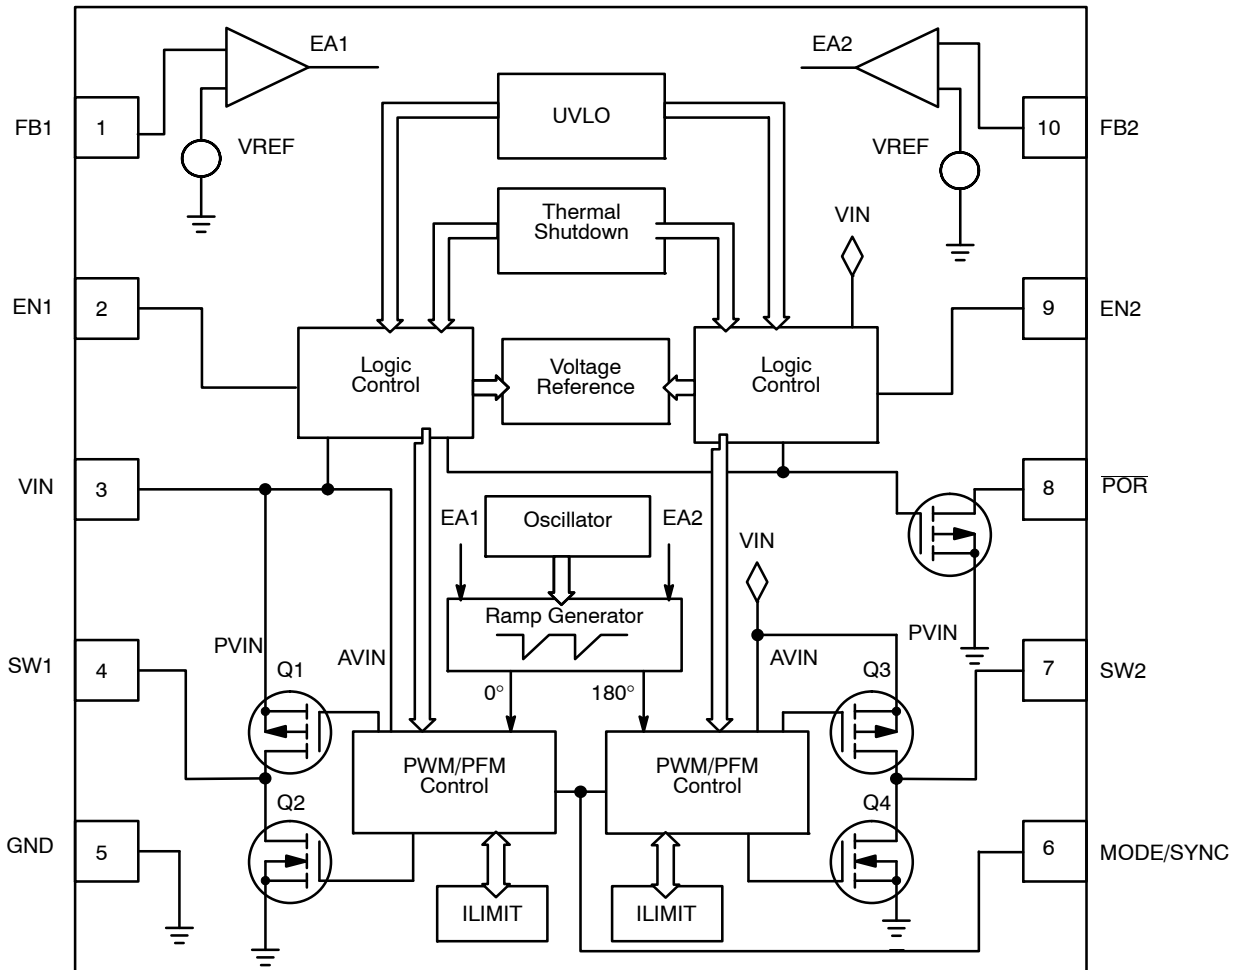 EA1
EA2
UVLO
FB1
1
10
FB2
VREF
VREF
Thermal
Shutdown
VIN
EN1
2
9
EN2
Logic
Control
Voltage
Reference
Logic
Control
VIN
3
8
POR
EA1
Oscillator
EA2
VIN
Ramp Generator
PVIN
AVIN
PVIN
AVIN
SW1
4
Q1
0°
180°
Q3
7
SW2
PWM/PFM
Control
PWM/PFM
Control
Q2
Q4
GND
5
6
MODE/SYNC
ILIMIT
ILIMIT